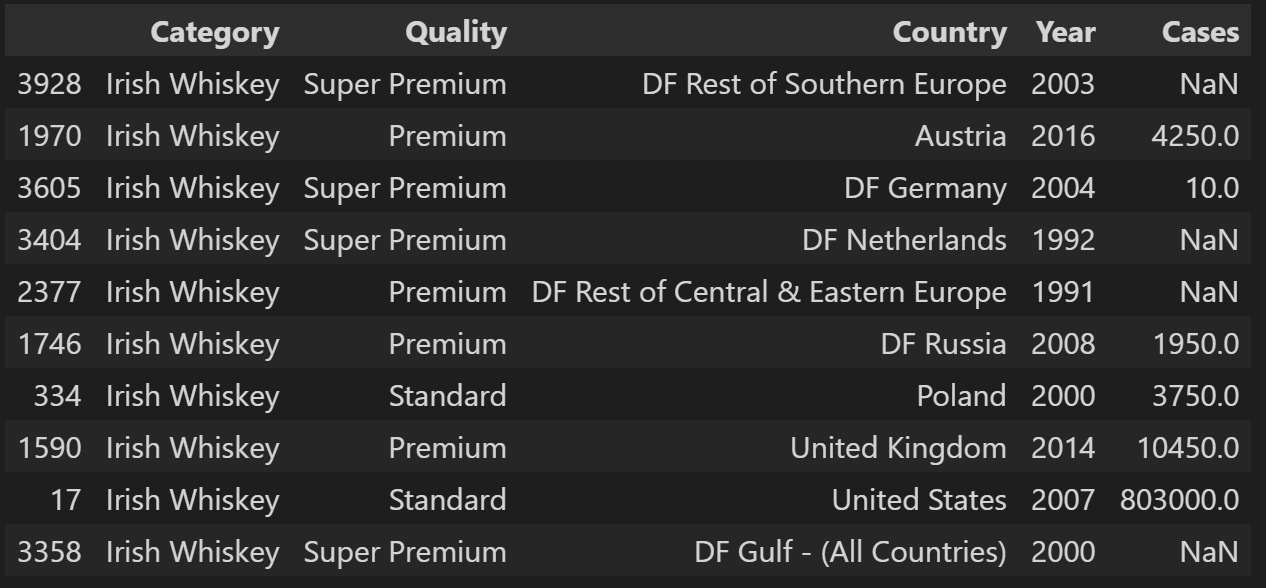 Category Quality Country Year Cases
3928 Irish Whiskey Super Premium DF Rest of Southern Europe 2003 NaN
1970 Irish Whiskey Premium Austria 2016 4250.0
3605 Irish Whiskey Super Premium DF Germany 2004 10.0
3404 Irish Whiskey Super Premium DF Netherlands 1992 NaN
2377 Irish Whiskey Premium DF Rest of Central & Eastern Europe 1991 NaN
1746 Irish Whiskey Premium DF Russia 2008 1950.0
334 Irish Whiskey Standard Poland 2000 3750.0
1590 Irish Whiskey Premium United Kingdom 2014 10450.0
17 Irish Whiskey Standard United States 2007 803000.0
3358 Irish Whiskey Super Premium DF Gulf - (All Countries) 2000 NaN